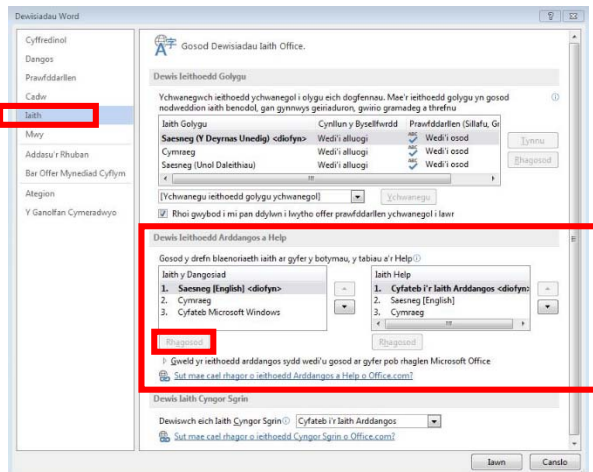 Dewisiadau Word
Cyffredinol
Dangos
Prawfddarllen
Cadw
Iaith
Mwy
Addasu'r Rhuban
Bar Offer Mynediad Cyflym
Ategion
Y Ganolfan Cymeradwyo
Gosod Dewisiadau Iaith Office.
Dewis Ieithoedd Golygu
Ychwanegwch ieithoedd ychwanegol i olygu eich dogfennau. Mae'r ieithoedd golygu yn gosod
nodweddion iaith benodol, gan gynnwys geiriaduron, gwirio gramadeg a threfnu
Iaith Golygu Cynllun y Bysellfwrdd Prawfddarllen (Sillafu, Gr
Saesneg (Y Deyrnas Unedig) <diofyn> Wedi'i alluogi Wedi'i osod
Cymraeg Wedi'i alluogi Wedi'i osod
Saesneg (Unol Daleithiau) Wedi'i alluogi Wedi'i osod
Tynnu
Rhagosod
[Ychwanegu ieithoedd golygu ychwanegol] Ychwanegu
Rhoi gwybod i mi pan ddylwn i lwytho offer prawfddarllen ychwanegol i lawr
Dewis Ieithoedd Arddangos a Help
Gosod y drefn blaenoriaeth iaith ar gyfer y botymau, y tabiau a'r Help
Iaith y Dangosiad
1. Saesneg [English] <diofyn>
2. Cymraeg
3. Cyfateb Microsoft Windows
Rhagosod
Iaith Help
1. Cyfateb i'r Iaith Arddangos <diofyn>
2. Saesneg [English]
3. Cymraeg
Rhagosod
Gweld yr ieithoedd arddangos sydd wedi'u gosod ar gyfer pob rhaglen Microsoft Office
Sut mae cael rhagor o ieithoedd Arddangos a Help o Office.com?
Dewis Iaith Cyngor Sgrin
Dewiswch eich Iaith Cyngor Sgrin Cyfateb i'r Iaith Arddangos
Sut mae cael rhagor o ieithoedd Cyngor Sgrin o Office.com?
Iawn Canslo